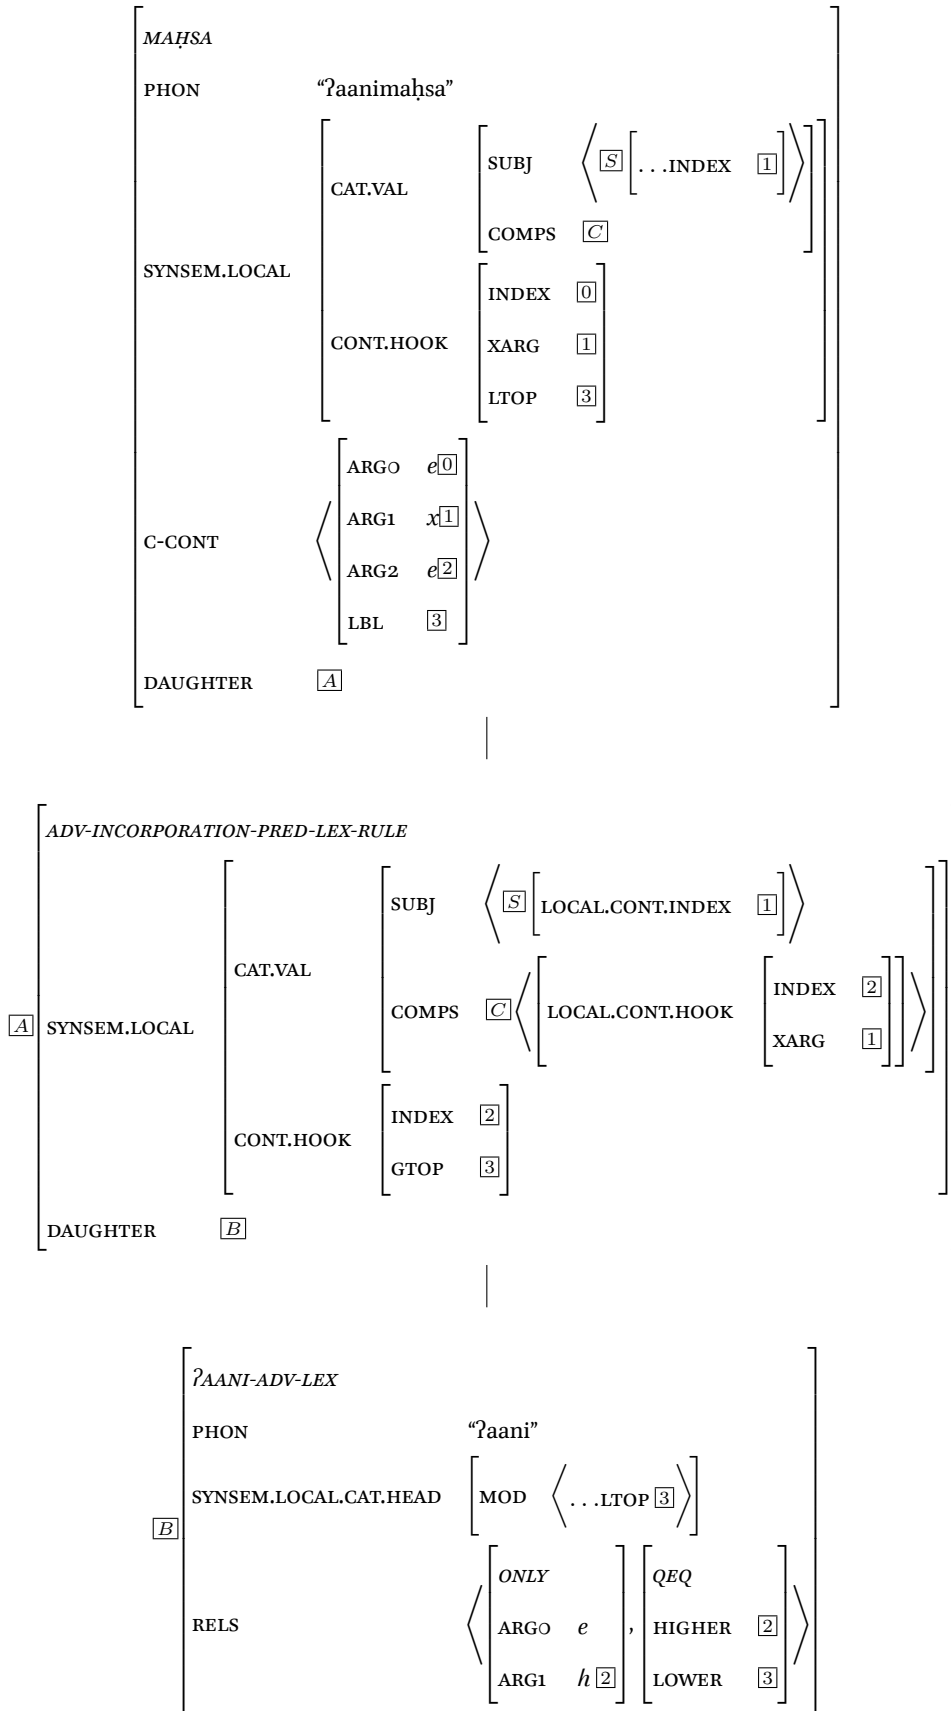 MAḤSA
PHON “ʔaanimaḥsa”
SUBJ ⟨ S [ . . .INDEX 1 ] ⟩
CAT.VAL
COMPS C
SYNSEM.LOCAL
INDEX 0
CONT.HOOK XARG 1
LTOP 3
ARG0 e 0
ARG1 x 1
C-CONT
ARG2 e 2
LBL 3
DAUGHTER A
ADV-INCORPORATION-PRED-LEX-RULE
SUBJ ⟨ S [ LOCAL.CONT.INDEX 1 ] ⟩
CAT.VAL
INDEX 2
COMPS C ⟨ [ LOCAL.CONT.HOOK
A SYNSEM.LOCAL
XARG 1
INDEX 2
CONT.HOOK
GTOP 3
DAUGHTER B
ʔAANI-ADV-LEX
PHON “ʔaani”
SYNSEM.LOCAL.CAT.HEAD [ MOD ⟨ . . .LTOP 3 ⟩ ]
B
ONLY QEQ
RELS ARG0 e , HIGHER 2
ARG1 h 2 LOWER 3